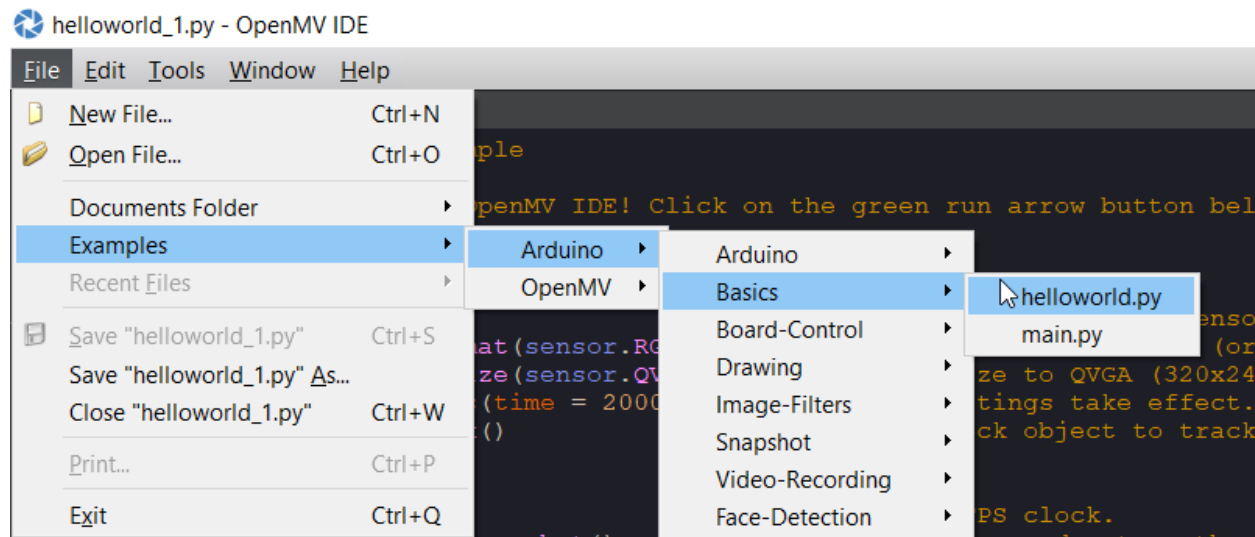 helloworld_1.py - OpenMV IDE
File Edit Tools Window Help
New File... Ctrl+N
Open File... Ctrl+O
Documents Folder
Examples
Recent Files
Save "helloworld_1.py" Ctrl+S
Save "helloworld_1.py" As...
Close "helloworld_1.py" Ctrl+W
Print... Ctrl+P
Exit Ctrl+Q
Arduino
OpenMV
Arduino
Basics
Board-Control
Drawing
Image-Filters
Snapshot
Video-Recording
Face-Detection
helloworld.py
main.py
ple
penMV IDE! Click on the green run arrow button bel
enso
at(sensor.RG (or
ze(sensor.QV ze to QVGA (320x24
(time = 2000 tings take effect.
() ck object to track
PS clock.